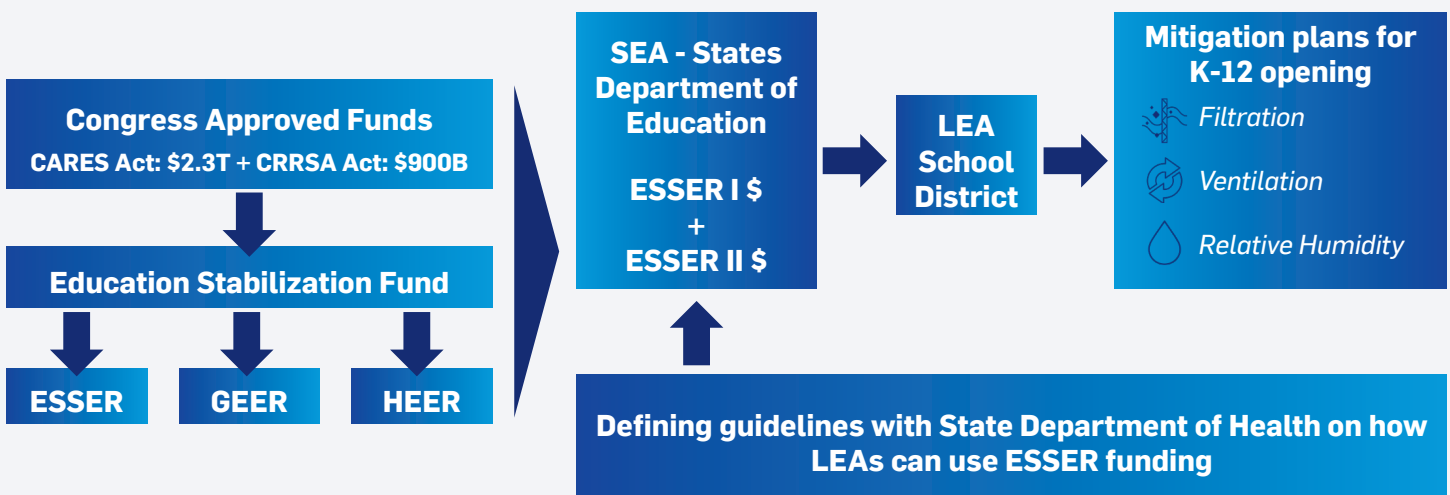 Congress Approved Funds
CARES Act: $2.3T + CRRSA Act: $900B
Education Stabilization Fund
ESSER
GEER
HEER
SEA - States
Department of
Education
ESSER I $
+
ESSER II $
LEA
School
District
Mitigation plans for
K-12 opening
Filtration
Ventilation
Relative Humidity
Defining guidelines with State Department of Health on how
LEAs can use ESSER funding